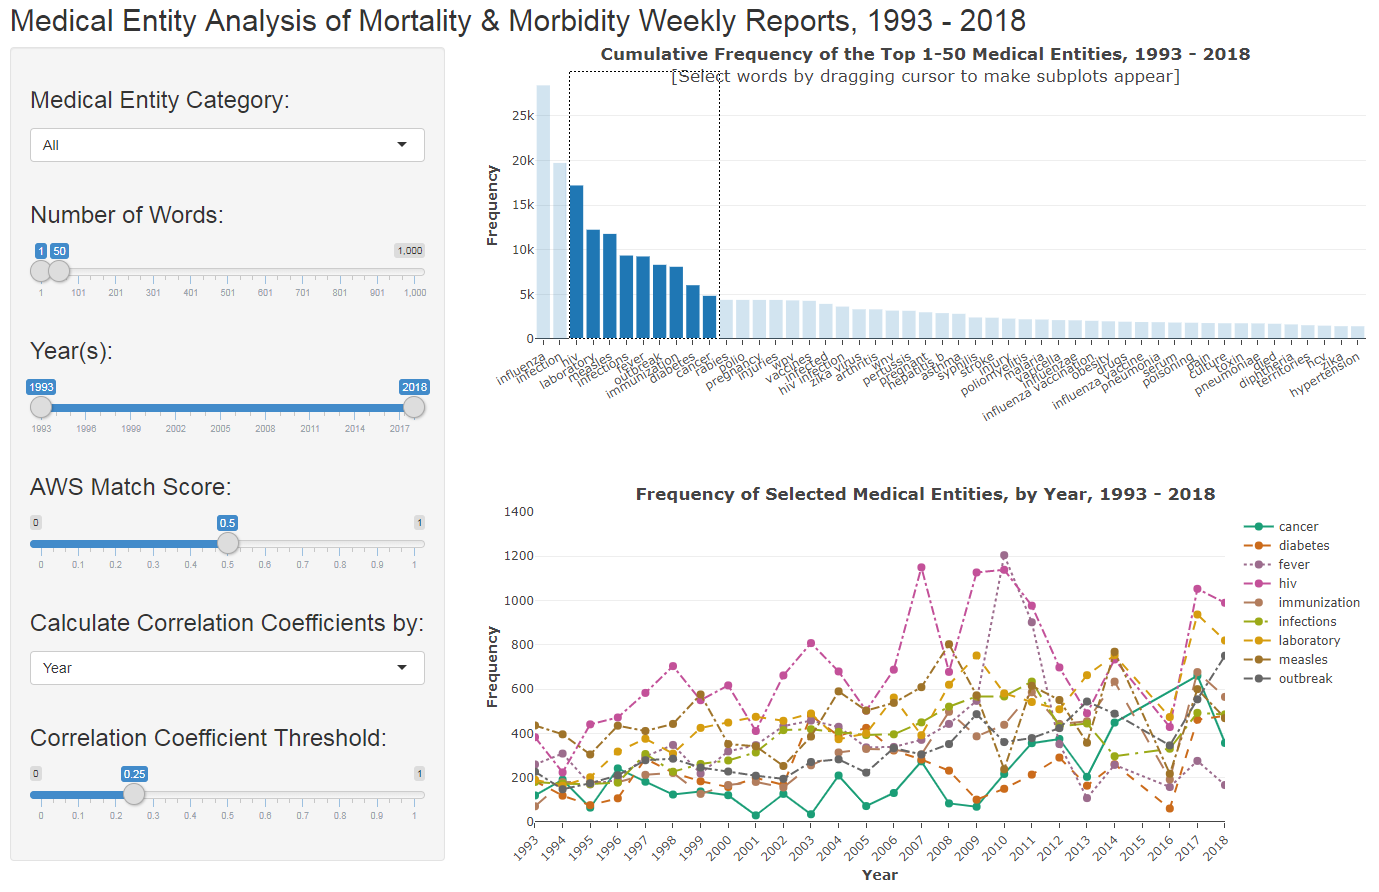 Medical Entity Analysis of Mortality & Morbidity Weekly Reports, 1993 - 2018
Medical Entity Category:
All
Number of Words:
1 50 1,000
1 101 201 301 401 501 601 701 801 901 1,000
Year(s):
1993 2018
1993 1996 1999 2002 2005 2008 2011 2014 2017
AWS Match Score:
0 0.5 1
0 0.1 0.2 0.3 0.4 0.5 0.6 0.7 0.8 0.9 1
Calculate Correlation Coefficients by:
Year
Correlation Coefficient Threshold:
0 0.25 1
0 0.1 0.2 0.3 0.4 0.5 0.6 0.7 0.8 0.9 1
Cumulative Frequency of the Top 1-50 Medical Entities, 1993 - 2018
[Select words by dragging cursor to make subplots appear]
Frequency
25k
20k
15k
10k
5k
0
influenza
infection
hiv
laboratory
measles
infections
fever
outbreak
immunization
diabetes
cancer
rabies
polio
pregnancy
injuries
wpv
vaccines
infected
hiv infection
zika virus
arthritis
wnv
pertussis
pregnant
hepatitis b
asthma
syphilis
stroke
injury
poliomyelitis
malaria
varicella
influenzae
influenza vaccination
obesity
drugs
influenza vaccine
pneumonia
serum
poisoning
pain
culture
toxin
pneumoniae
died
diphtheria
territories
hcv
zika
hypertension
Frequency of Selected Medical Entities, by Year, 1993 - 2018
Frequency
1400
1200
1000
800
600
400
200
0
1993 1994 1995 1996 1997 1998 1999 2000 2001 2002 2003 2004 2005 2006 2007 2008 2009 2010 2011 2012 2013 2014 2015 2016 2017 2018
Year
cancer
diabetes
fever
hiv
immunization
infections
laboratory
measles
outbreak